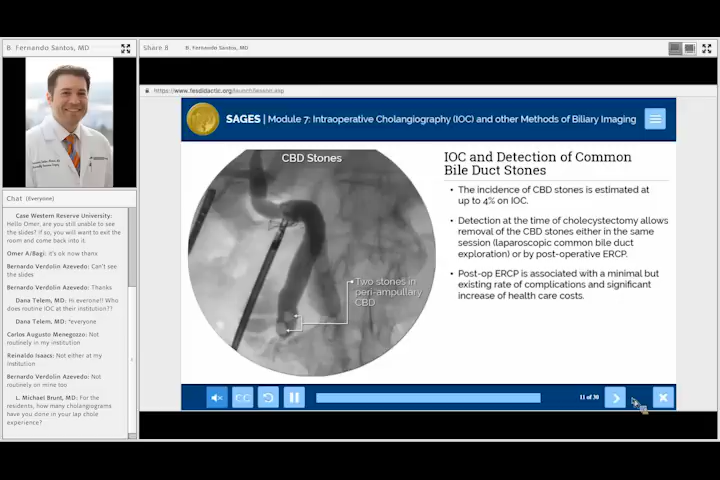 B. Fernando Santos, MD
Share 8 B. Fernando Santos, MD
https://www.fesdidactic.org/launch/lesson.asp
SAGES | Module 7: Intraoperative Cholangiography (IOC) and other Methods of Biliary Imaging
CBD Stones
Two stones in
peri-ampullary
CBD
IOC and Detection of Common
Bile Duct Stones
• The incidence of CBD stones is estimated at
up to 4% on IOC.
• Detection at the time of cholecystectomy allows
removal of the CBD stones either in the same
session (laparoscopic common bile duct
exploration) or by post-operative ERCP.
• Post-op ERCP is associated with a minimal but
existing rate of complications and significant
increase of health care costs.
CC
11 of 30
Chat (Everyone)
Case Western Reserve University:
Hello Omer, are you still unable to see
the slides? if so, you will want to exit the
room and come back into it.
Omer A/Bagi: it's ok now thanx
Bernardo Verdolin Azevedo: Can't see
the slides
Bernardo Verdolin Azevedo: Thanks
Dana Telem, MD: Hi everone!! Who
does routine IOC at their institution??
Dana Telem, MD: *everyone
Carlos Augusto Menegozzo: Not
routinely in my institution
Reinaldo Isaacs: Not either at my
institution
Bernardo Verdolin Azevedo: Not
routinely on mine too
L. Michael Brunt, MD: For the
residents, how many cholangiograms
have you done in your lap chole
experience?